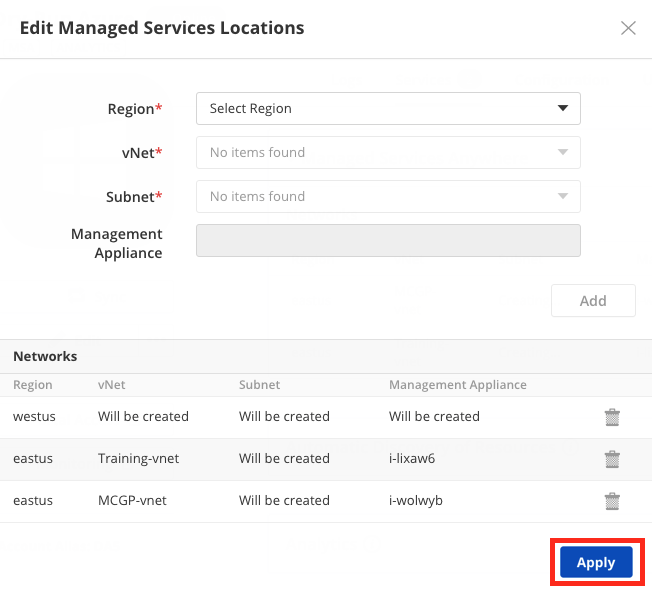 Edit Managed Services Locations
Region* Select Region
vNet* No items found
Subnet* No items found
Management
Appliance
Add
Networks
Region vNet Subnet Management Appliance
westus Will be created Will be created Will be created
eastus Training-vnet Will be created i-lixaw6
eastus MCGP-vnet Will be created i-wolwyb
Apply